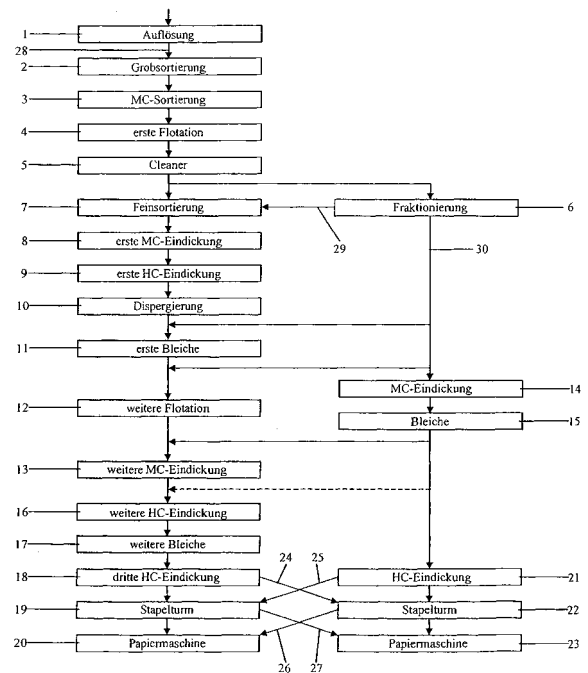 1 Auflösung
28
2 Grobsortierung
3 MC-Sortierung
4 erste Flotation
5 Cleaner
7 Feinsortierung Fraktionierung 6
29 30
8 erste MC-Eindickung
9 erste HC-Eindickung
10 Dispergierung
11 erste Bleiche
MC-Eindickung 14
12 weitere Flotation
Bleiche 15
13 weitere MC-Eindickung
16 weitere HC-Eindickung
17 weitere Bleiche
24 25
18 dritte HC-Eindickung HC-Eindickung 21
19 Stapelturm Stapelturm 22
20 Papiermaschine Papiermaschine 23
26 27